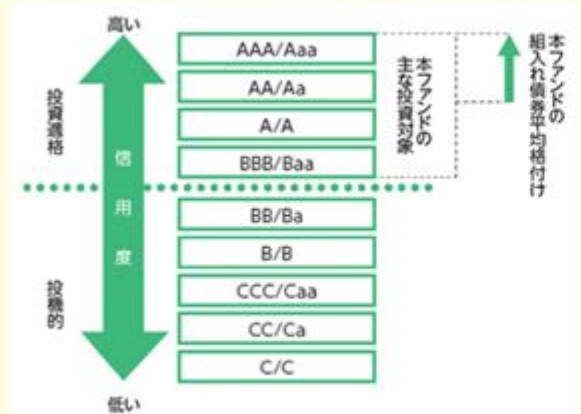 高い
投資適格
信用度
投機的
低い
AAA/Aaa
AA/Aa
A/A
BBB/Baa
BB/Ba
B/B
CCC/Caa
CC/Ca
C/C
本ファンドの
主な投資対象
本ファンドの
組入れ債券平均格付け